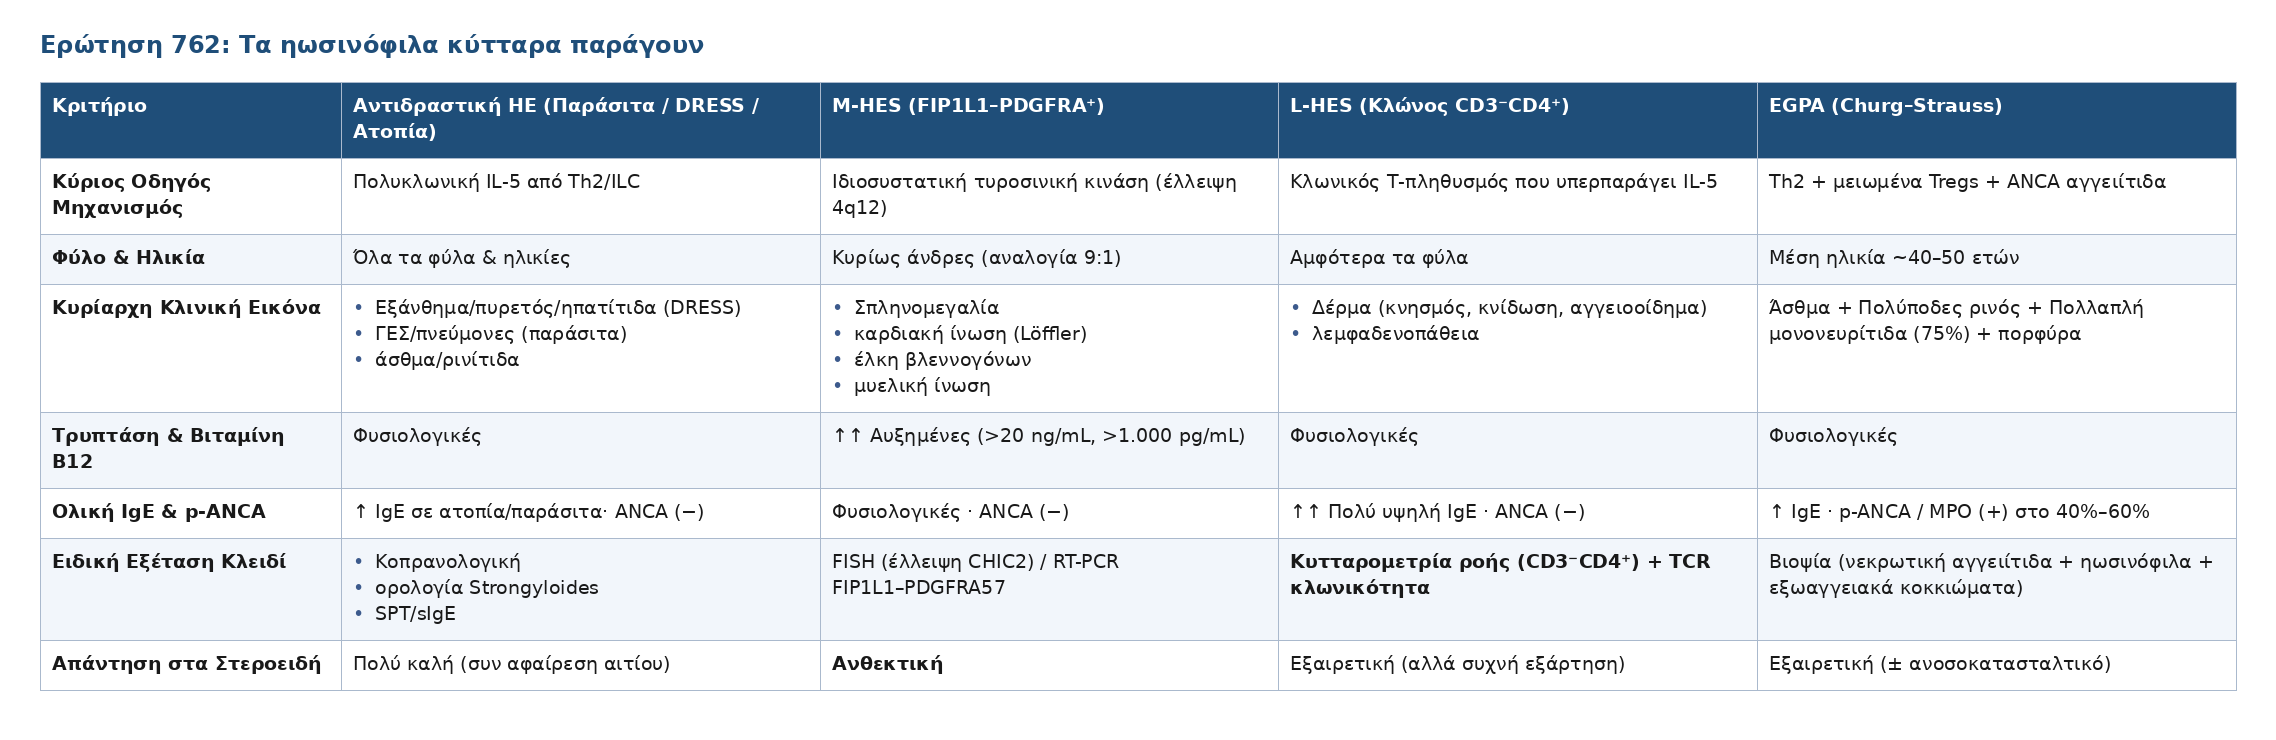 Ερώτηση 762: Τα ηωσινόφιλα κύτταρα παράγουν
Κριτήριο
Αντιδραστική ΗΕ (Παράσιτα / DRESS /
Ατοπία)
M-HES (FIP1L1–PDGFRA⁺)
L-HES (Κλώνος CD3⁻CD4⁺)
EGPA (Churg–Strauss)
Κύριος Οδηγός
Μηχανισμός
Πολυκλωνική IL-5 από Th2/ILC
Ιδιοσυστατική τυροσινική κινάση (έλλειψη
4q12)
Κλωνικός Τ-πληθυσμός που υπερπαράγει IL-5
Th2 + μειωμένα Tregs + ANCA αγγειίτιδα
Φύλο & Ηλικία
Όλα τα φύλα & ηλικίες
Κυρίως άνδρες (αναλογία 9:1)
Αμφότερα τα φύλα
Μέση ηλικία ~40–50 ετών
Κυρίαρχη Κλινική Εικόνα
• Εξάνθημα/πυρετός/ηπατίτιδα (DRESS)
• ΓΕΣ/πνεύμονες (παράσιτα)
• άσθμα/ρινίτιδα
• Σπληνομεγαλία
• καρδιακή ίνωση (Löffler)
• έλκη βλεννογόνων
• μυελική ίνωση
• Δέρμα (κνησμός, κνίδωση, αγγειοοίδημα)
• λεμφαδενοπάθεια
Άσθμα + Πολύποδες ρινός + Πολλαπλή
μονονευρίτιδα (75%) + πορφύρα
Τρυπτάση & Βιταμίνη
B12
Φυσιολογικές
↑↑ Αυξημένες (>20 ng/mL, >1.000 pg/mL)
Φυσιολογικές
Φυσιολογικές
Ολική IgE & p-ANCA
↑ IgE σε ατοπία/παράσιτα· ANCA (−)
Φυσιολογικές · ANCA (−)
↑↑ Πολύ υψηλή IgE · ANCA (−)
↑ IgE · p-ANCA / MPO (+) στο 40%–60%
Ειδική Εξέταση Κλειδί
• Κοπρανολογική
• ορολογία Strongyloides
• SPT/sIgE
FISH (έλλειψη CHIC2) / RT-PCR
FIP1L1–PDGFRA57
Κυτταρομετρία ροής (CD3⁻CD4⁺) + TCR
κλωνικότητα
Βιοψία (νεκρωτική αγγειίτιδα + ηωσινόφιλα +
εξωαγγειακά κοκκιώματα)
Απάντηση στα Στεροειδή
Πολύ καλή (συν αφαίρεση αιτίου)
Ανθεκτική
Εξαιρετική (αλλά συχνή εξάρτηση)
Εξαιρετική (± ανοσοκατασταλτικό)